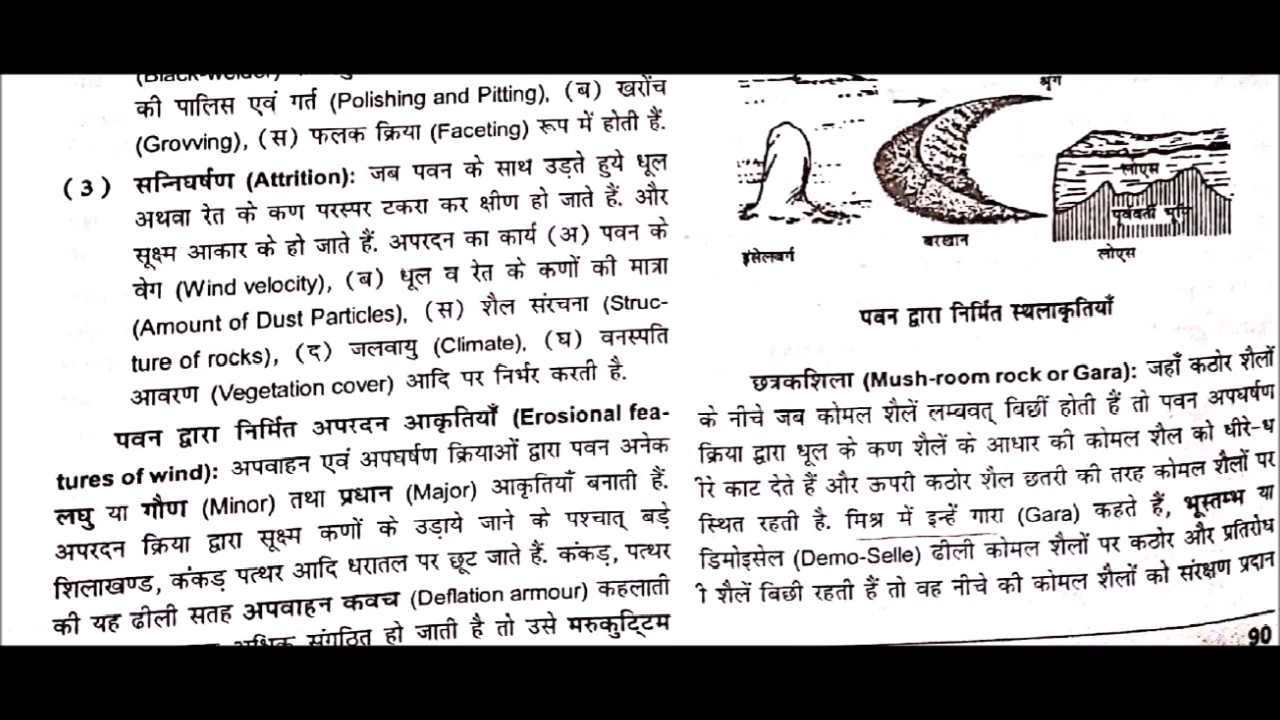 (Black-welder)
की पालिस एवं गर्त (Polishing and Pitting), (ब) खरोंच
(Grovving), (स) फलक क्रिया (Faceting) रूप में होती हैं.
(3) सन्निघर्षण (Attrition): जब पवन के साथ उड़ते हुये धूल
अथवा रेत के कण परस्पर टकरा कर क्षीण हो जाते हैं. और
सूक्ष्म आकार के हो जाते हैं. अपरदन का कार्य (अ) पवन के
वेग (Wind velocity), (ब) धूल व रेत के कणों की मात्रा
(Amount of Dust Particles), (स) शैल संरचना (Struc-
ture of rocks), (द) जलवायु (Climate), (घ) वनस्पति
आवरण (Vegetation cover) आदि पर निर्भर करती है.
पवन द्वारा निर्मित अपरदन आकृतियाँ (Erosional fea-
tures of wind): अपवाहन एवं अपघर्षण क्रियाओं द्वारा पवन अनेक
लघु या गौण (Minor) तथा प्रधान (Major) आकृतियाँ बनाती हैं.
अपरदन क्रिया द्वारा सूक्ष्म कणों के उड़ाये जाने के पश्चात् बड़े
शिलाखण्ड, कंकड़ पत्थर आदि धरातल पर छूट जाते हैं. कंकड़, पत्थर
की यह ढीली सतह अपवाहन कवच (Deflation armour) कहलाती
अधिक संगठित हो जाती है तो उसे मरुकुट्टिम
श्रृंग
लोएस
पूर्ववर्ती भूमि
इंसेलबर्ग
बरखान
लोएस
पवन द्वारा निर्मित स्थलाकृतियाँ
छत्रकशिला (Mush-room rock or Gara): जहाँ कठोर शैलों
के नीचे जब कोमल शैलें लम्बवत् बिछीं होती हैं तो पवन अपघर्षण
क्रिया द्वारा धूल के कण शैलें के आधार की कोमल शैल को धीरे-ध
ीरे काट देते हैं और ऊपरी कठोर शैल छतरी की तरह कोमल शैलों पर
स्थित रहती है. मिश्र में इन्हें गारा (Gara) कहते हैं, भूस्तम्भ या
डिमोइसेल (Demo-Selle) ढीली कोमल शैलों पर कठोर और प्रतिरोध
ी शैलें बिछी रहती हैं तो वह नीचे की कोमल शैलों को संरक्षण प्रदान
90